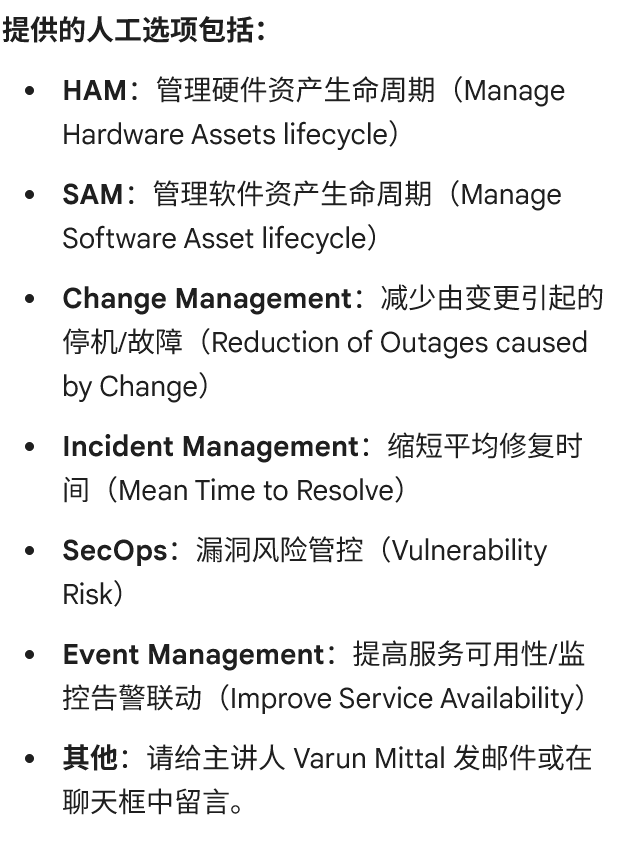 提供的人工选项包括：
• HAM：管理硬件资产生命周期（Manage
Hardware Assets lifecycle）
• SAM：管理软件资产生命周期（Manage
Software Asset lifecycle）
• Change Management：减少由变更引起的
停机/故障（Reduction of Outages caused
by Change）
• Incident Management：缩短平均修复时
间（Mean Time to Resolve）
• SecOps：漏洞风险管控（Vulnerability
Risk）
• Event Management：提高服务可用性/监
控告警联动（Improve Service Availability）
• 其他：请给主讲人 Varun Mittal 发邮件或在
聊天框中留言。